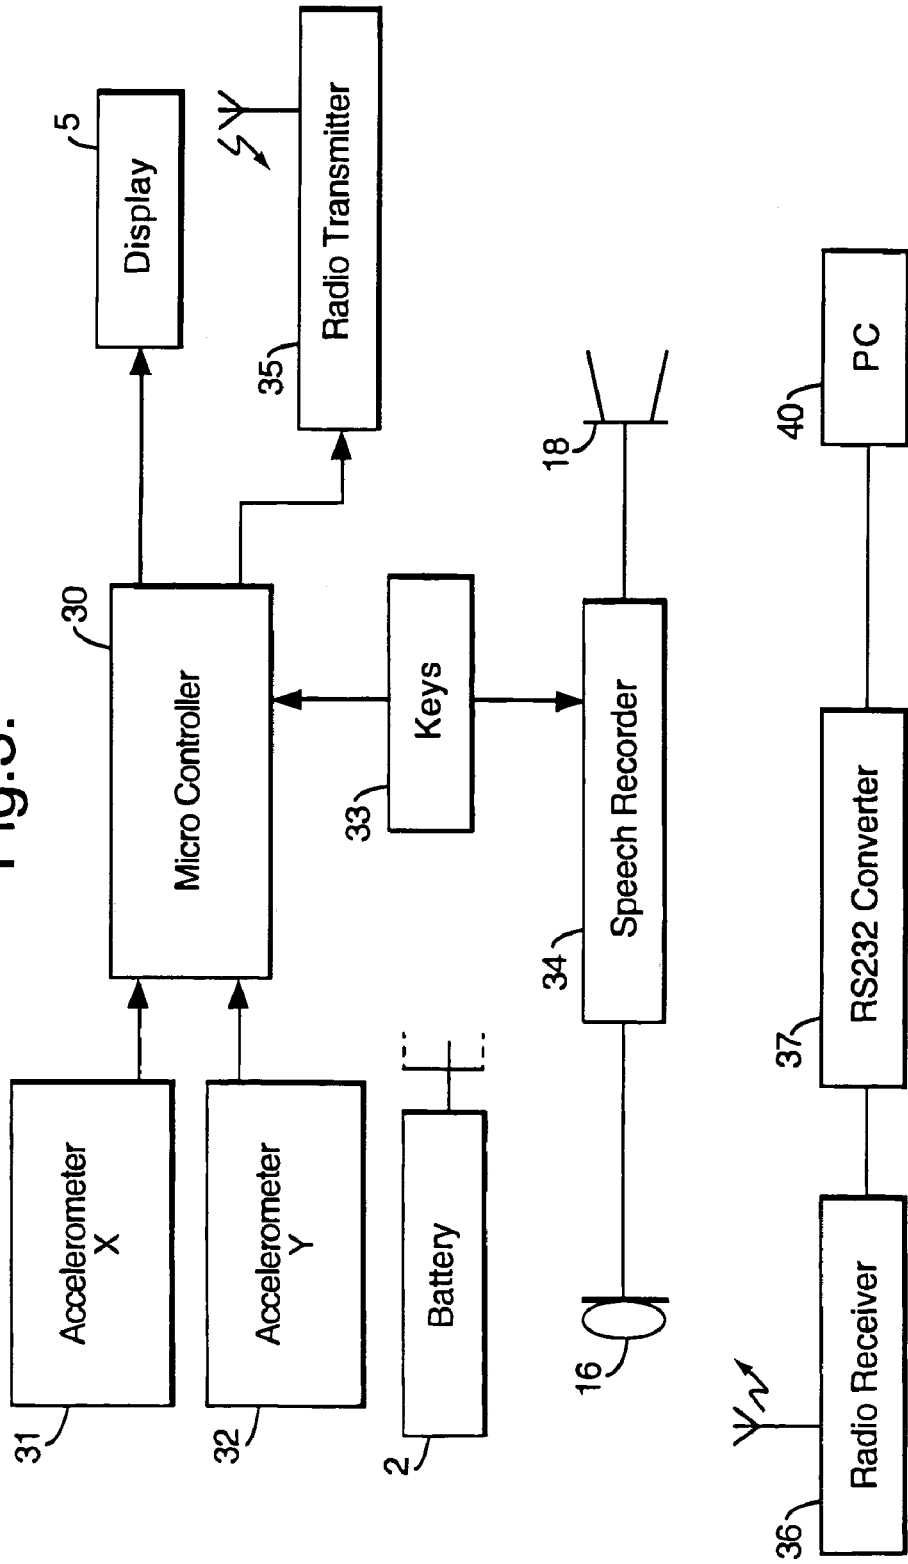 Fig.3.
31
Accelerometer
X
32
Accelerometer
Y
2
Battery
30
Micro Controller
5
Display
35
Radio Transmitter
33
Keys
16
34
Speech Recorder
18
36
Radio Receiver
37
RS232 Converter
40
PC